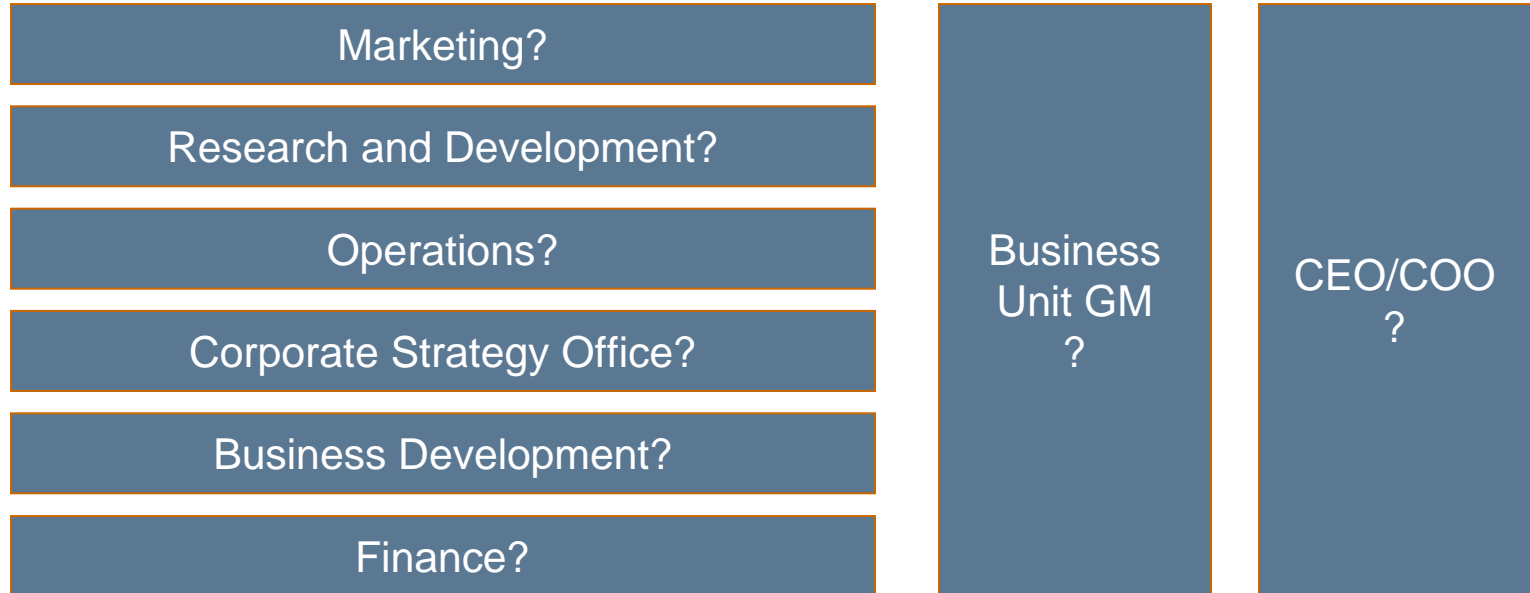 Marketing?
Research and Development?
Operations?
Corporate Strategy Office?
Business Development?
Finance?
Business
Unit GM
?
CEO/COO
?